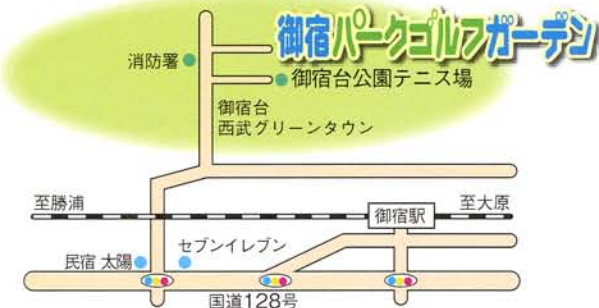 御宿パークゴルフガーデン
消防署
御宿台公園テニス場
御宿台
西武グリーンタウン
至勝浦
御宿駅
至大原
セブンイレブン
民宿 太陽
国道128号